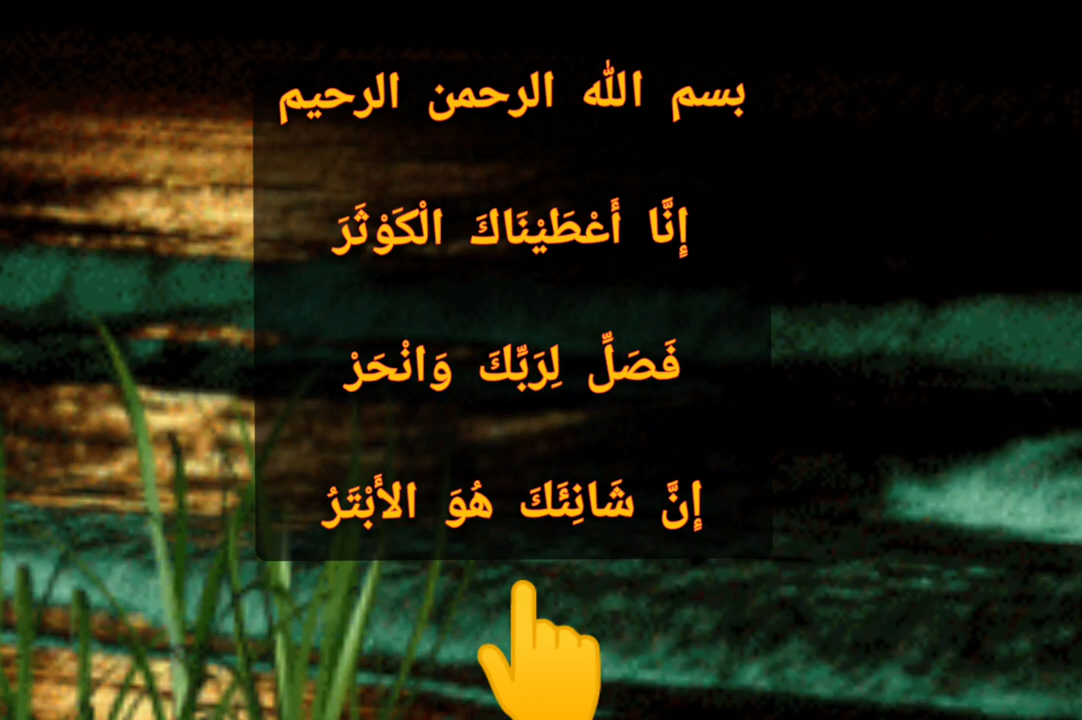 بسم الله الرحمن الرحيم
إِنَّا أَعْطَيْنَاكَ الْكَوْثَرَ
فَصَلِّ لِرَبِّكَ وَانْحَرْ
إِنَّ شَانِئَكَ هُوَ الأَبْتَرُ